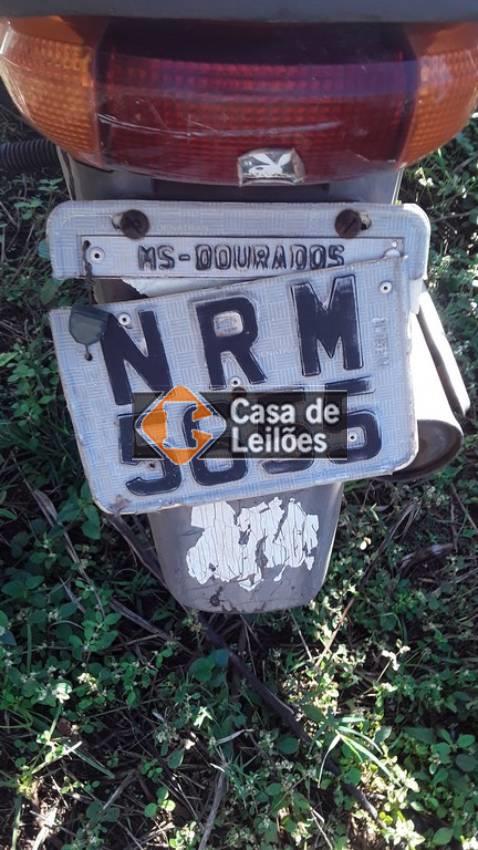 MS-DOURADOS
NRM
Casa de
Leilões